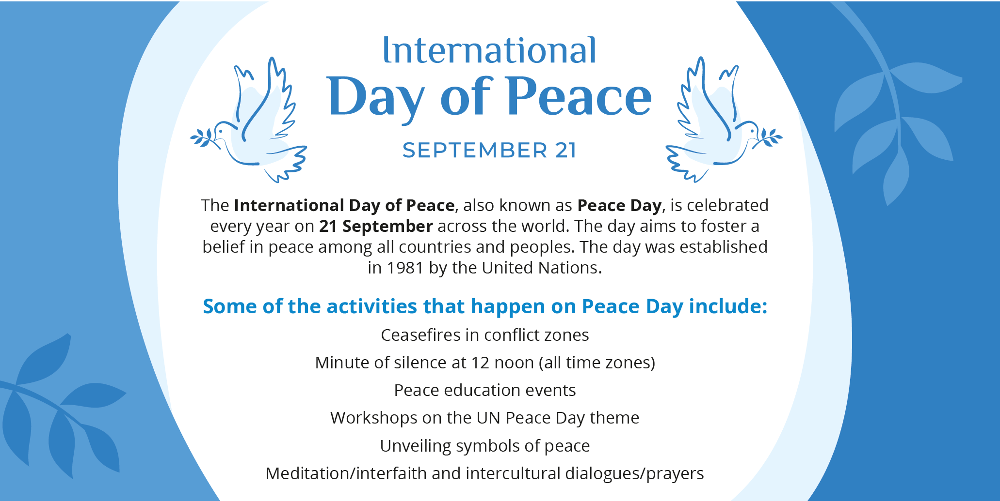 International
Day of Peace
SEPTEMBER 21
The International Day of Peace, also known as Peace Day, is celebrated
every year on 21 September across the world. The day aims to foster a
belief in peace among all countries and peoples. The day was established
in 1981 by the United Nations.
Some of the activities that happen on Peace Day include:
Ceasefires in conflict zones
Minute of silence at 12 noon (all time zones)
Peace education events
Workshops on the UN Peace Day theme
Unveiling symbols of peace
Meditation/interfaith and intercultural dialogues/prayers